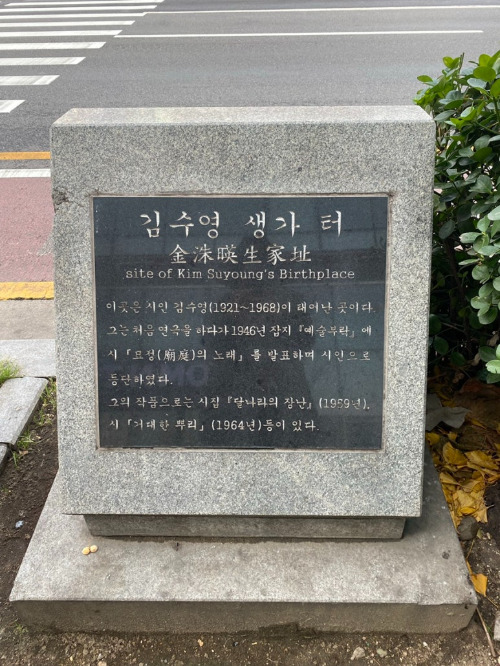 김수영 생가 터
金洙暎生家址
site of Kim Suyoung's Birthplace
이곳은 시인 김수영(1921~1968)이 태어난 곳이다.
그는 처음 연극을 하다가 1946년 잡지 『예술부락』에
시 「묘정(廟庭)의 노래」를 발표하며 시인으로
등단하였다.
그의 작품으로는 시집 『달나라의 장난』(1959년),
시 「거대한 뿌리」(1964년)등이 있다.